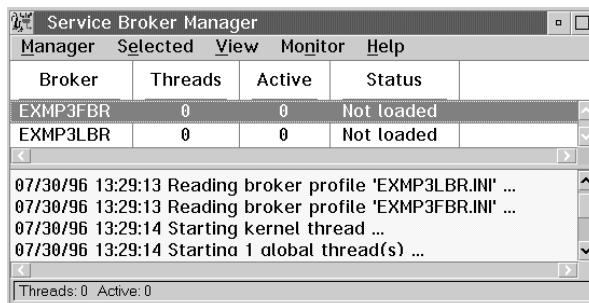 Service Broker Manager
Manager Selected View Monitor Help
Broker Threads Active Status
EXMP3FBR 0 0 Not loaded
EXMP3LBR 0 0 Not loaded
07/30/96 13:29:13 Reading broker profile 'EXMP3LBR.INI' ...
07/30/96 13:29:13 Reading broker profile 'EXMP3FBR.INI' ...
07/30/96 13:29:14 Starting kernel thread ...
07/30/96 13:29:14 Starting 1 global thread(s) ...
Threads: 0 Active: 0